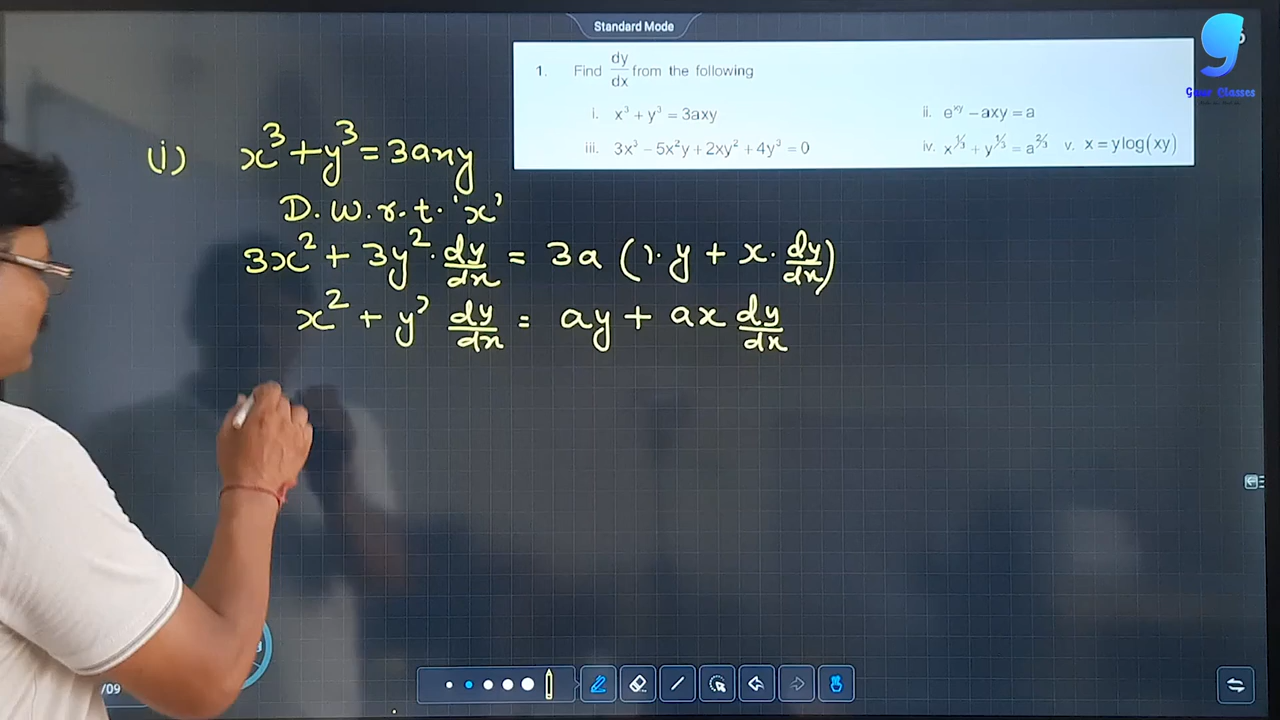 Standard Mode
1. Find dy/dx from the following
i. x³ + y³ = 3axy
ii. e^xy − axy = a
iii. 3x³ − 5x²y + 2xy² + 4y³ = 0
iv. x^1/3 + y^1/3 = a^2/3
v. x = y log(xy)
(i) x³ + y³ = 3axy
D. w. r. t. 'x'
3x² + 3y² · dy/dx = 3a (1·y + x · dy/dx)
x² + y² dy/dx = ay + ax dy/dx
/09